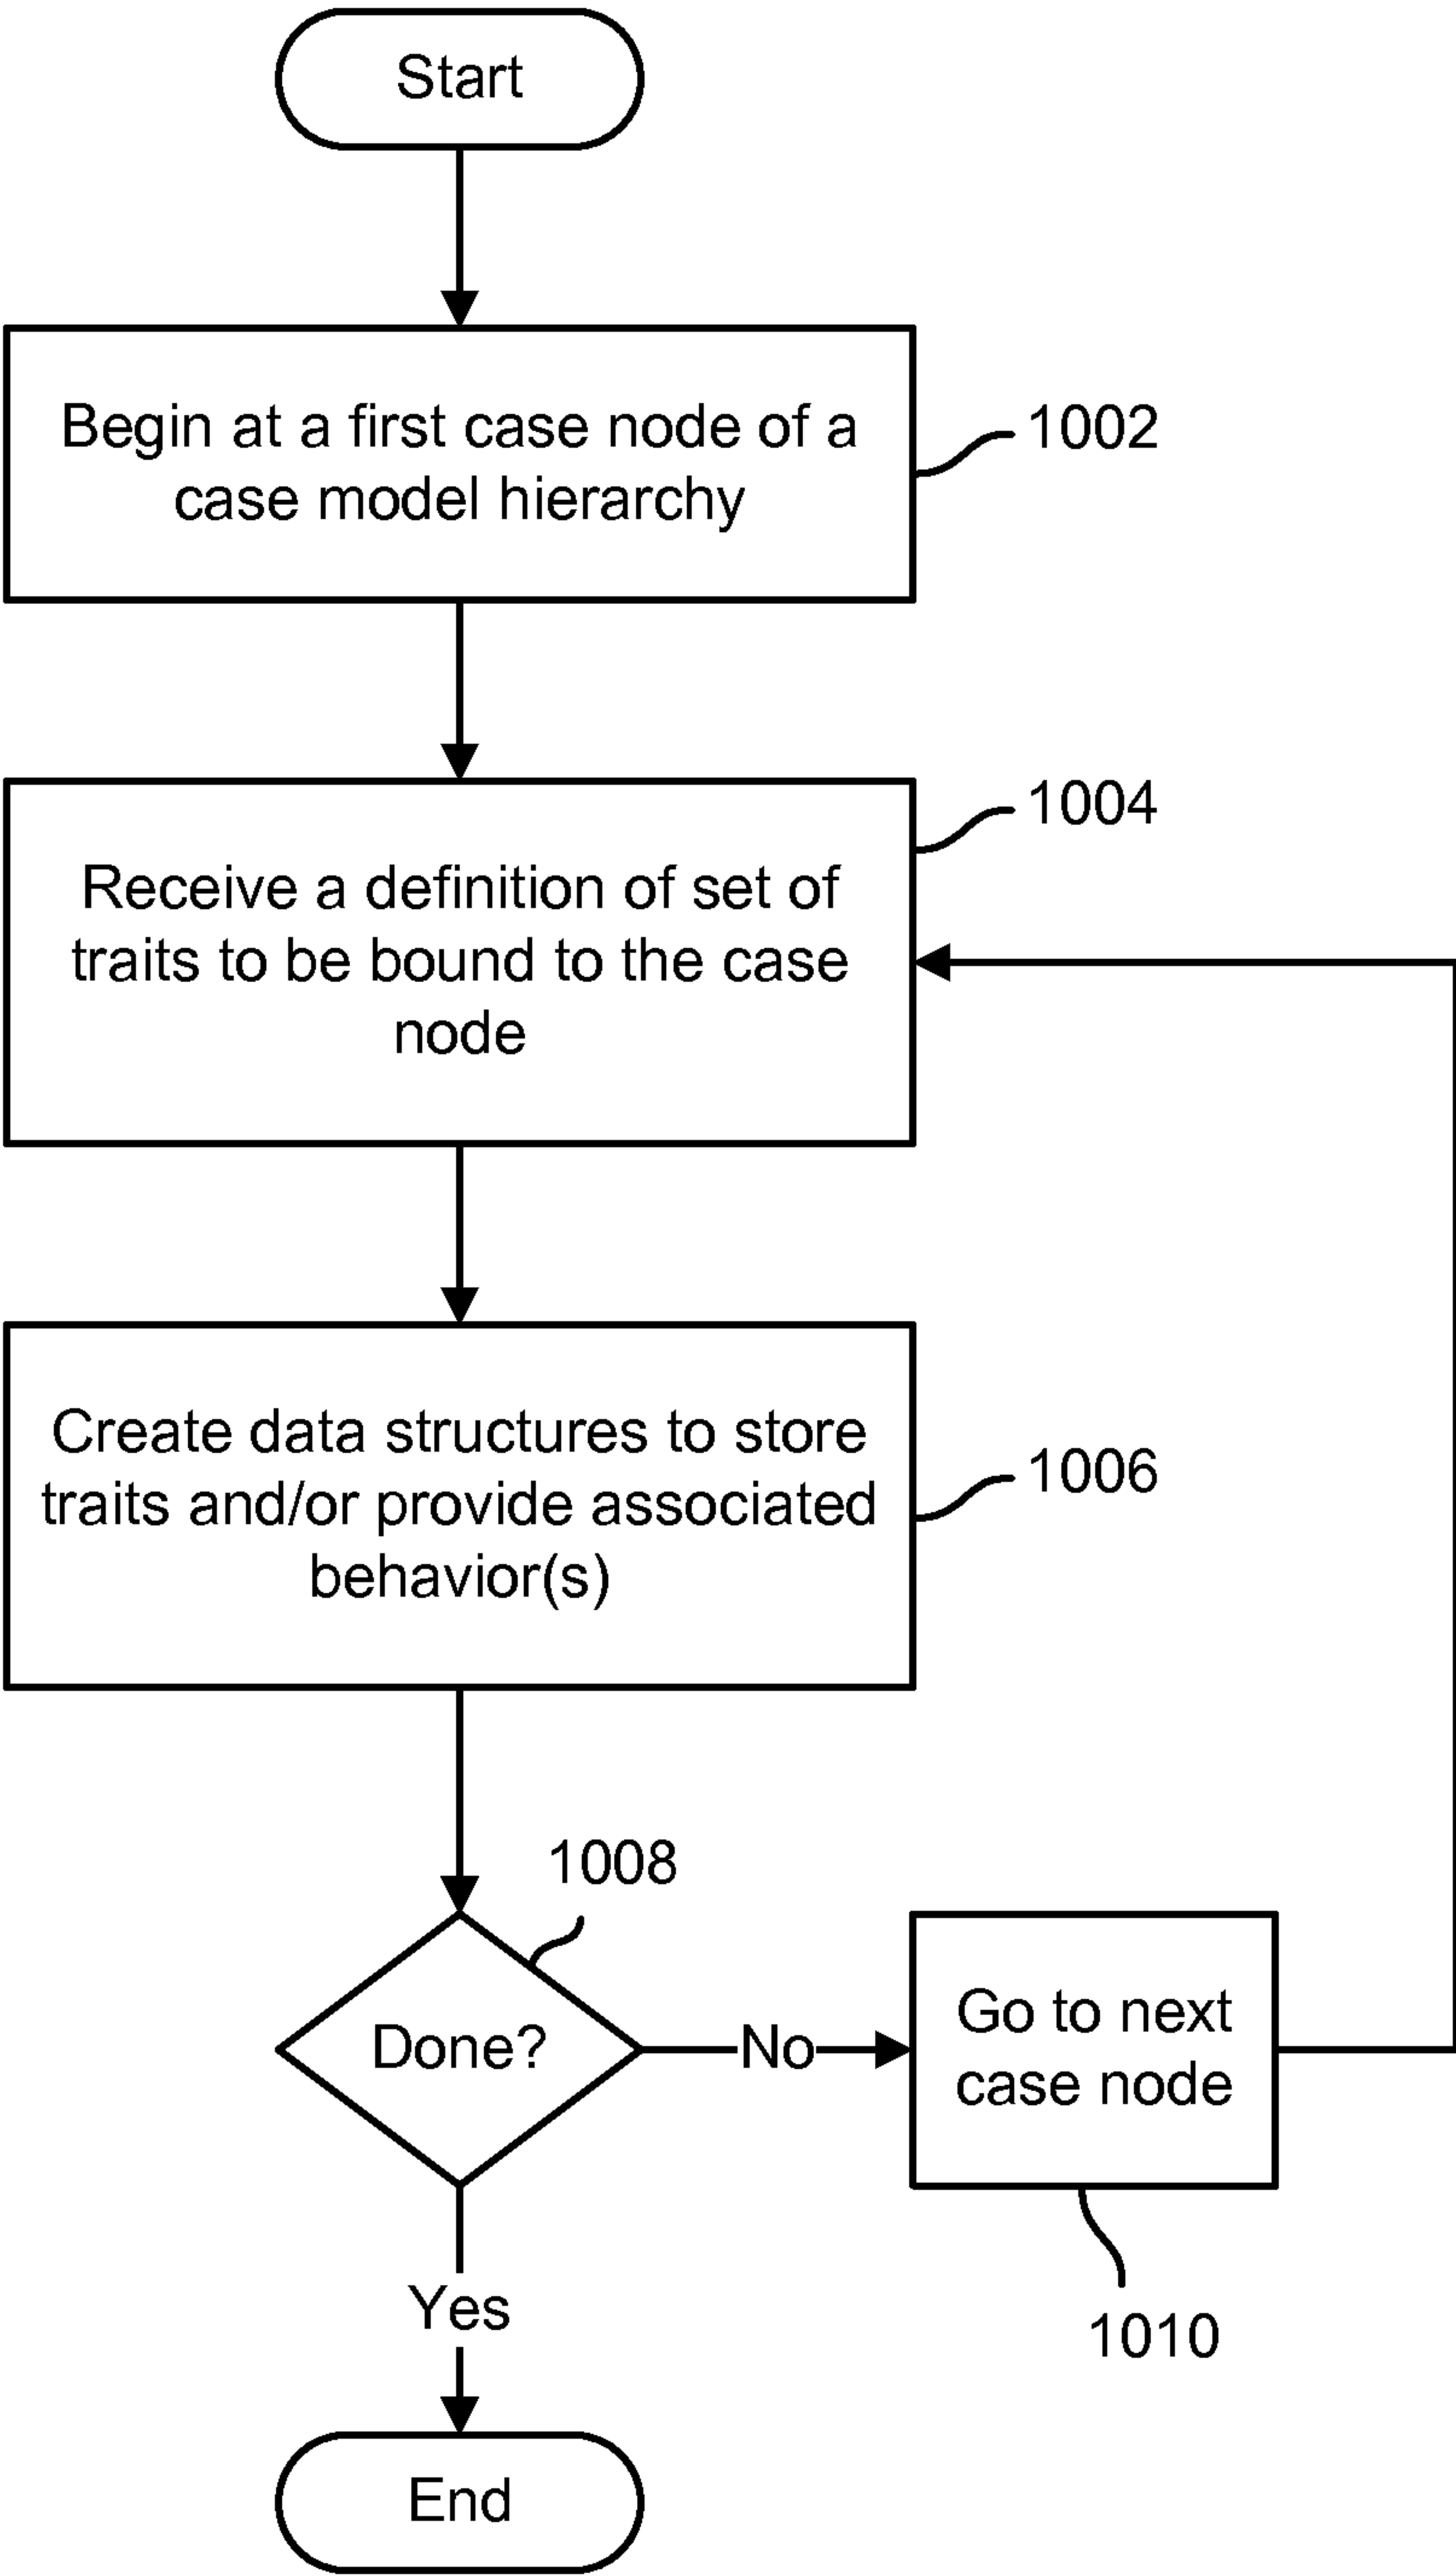 Start
Begin at a first case node of a
case model hierarchy
1002
Receive a definition of set of
traits to be bound to the case
node
1004
Create data structures to store
traits and/or provide associated
behavior(s)
1006
1008
Done?
No
Go to next
case node
1010
Yes
End